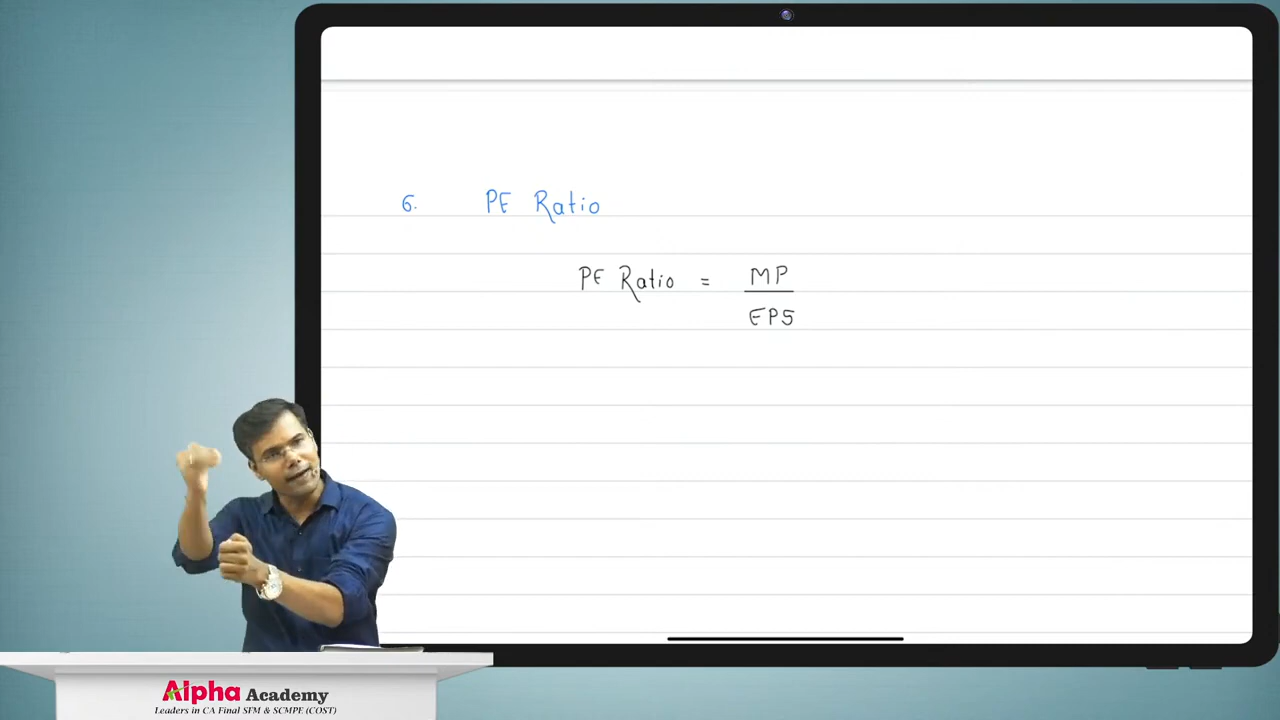 6. PE Ratio
PE Ratio = MP
EPS
Alpha Academy
Leaders in CA Final SFM & SCMPE (COST)